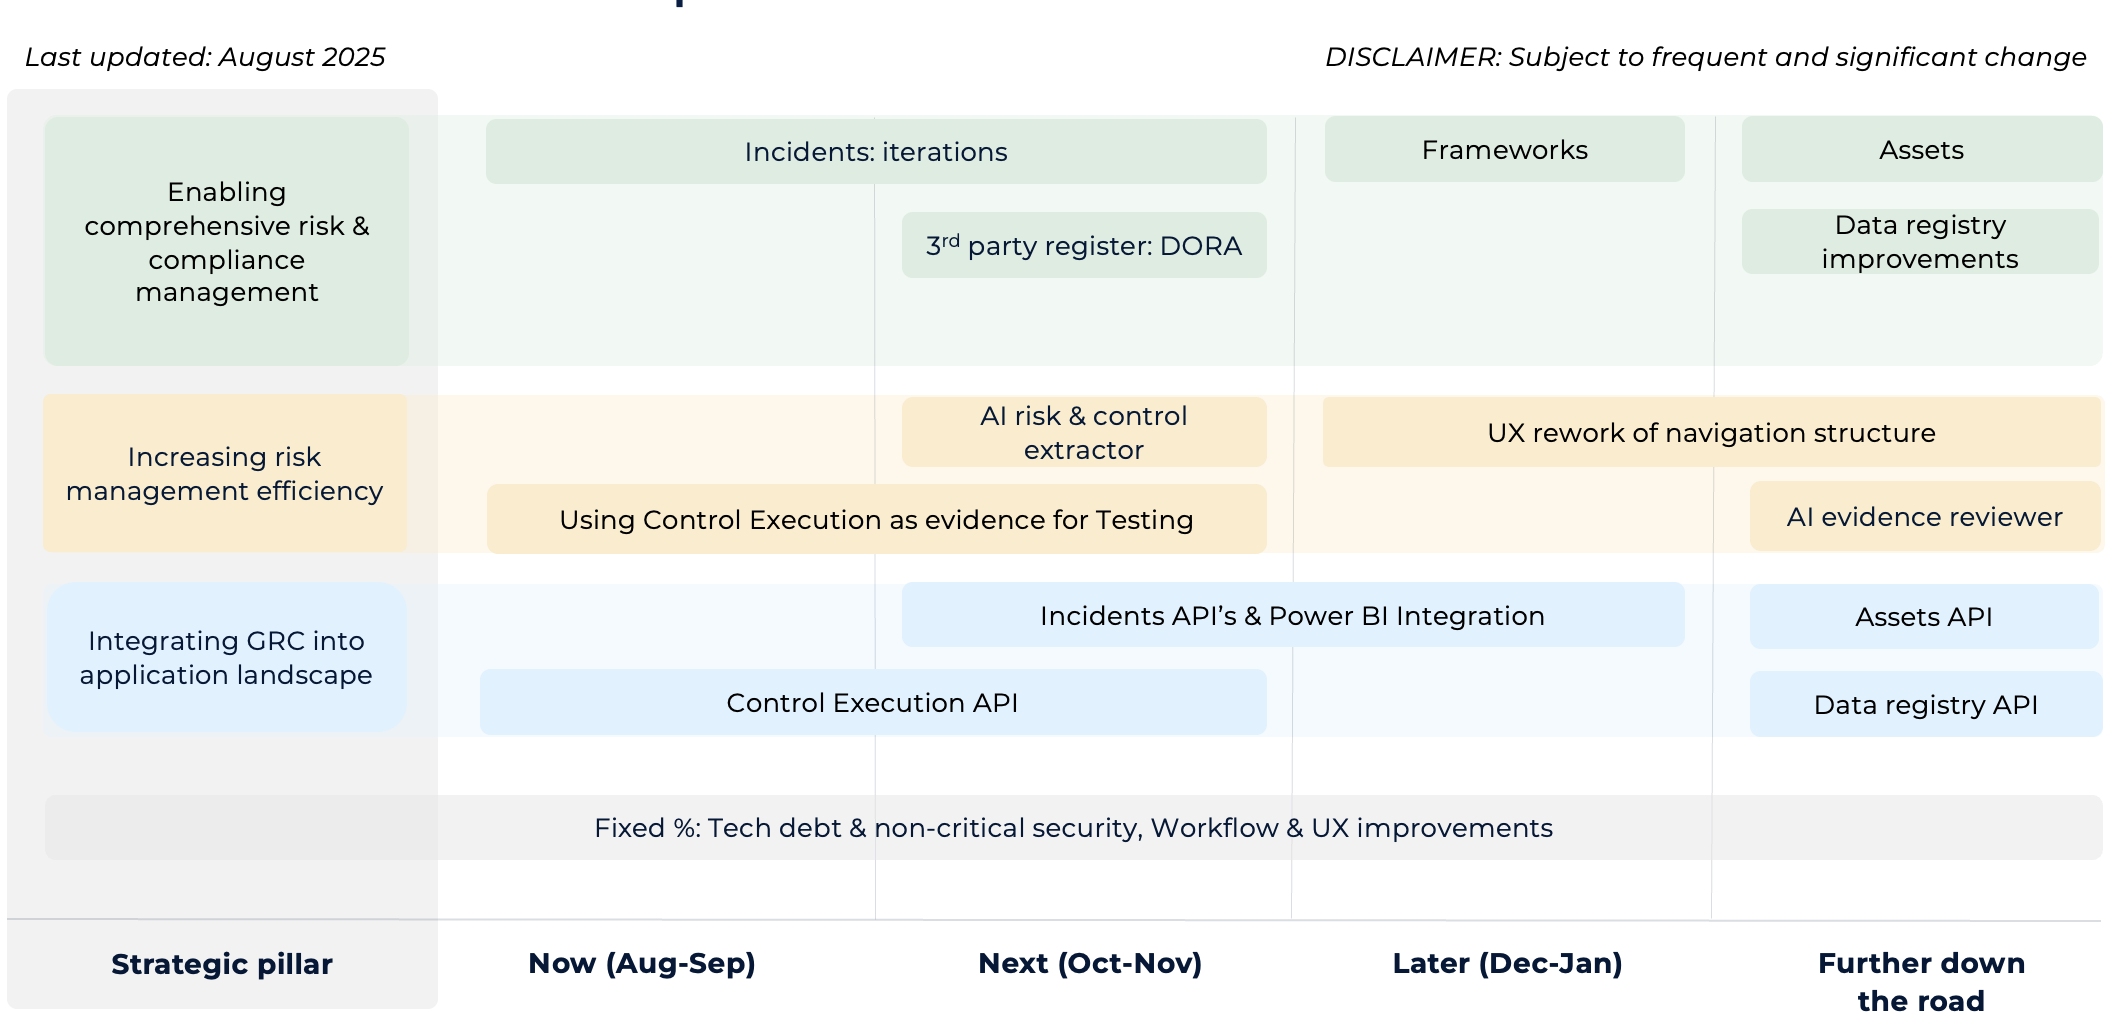 Last updated: August 2025
DISCLAIMER: Subject to frequent and significant change
Enabling
comprehensive risk &
compliance
management
Incidents: iterations
Frameworks
Assets
3rd party register: DORA
Data registry
improvements
Increasing risk
management efficiency
AI risk & control
extractor
UX rework of navigation structure
Using Control Execution as evidence for Testing
AI evidence reviewer
Integrating GRC into
application landscape
Incidents API’s & Power BI Integration
Assets API
Control Execution API
Data registry API
Fixed %: Tech debt & non-critical security, Workflow & UX improvements
Strategic pillar
Now (Aug-Sep)
Next (Oct-Nov)
Later (Dec-Jan)
Further down
the road